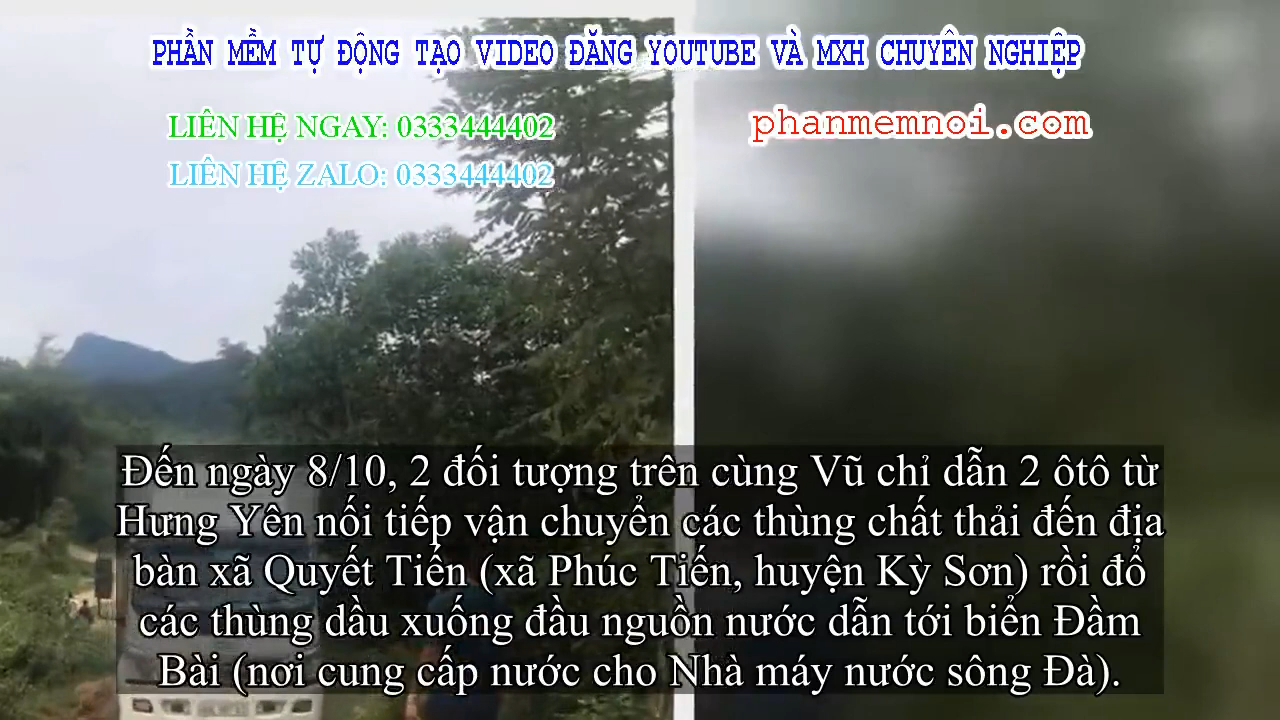 PHẦN MỀM TỰ ĐỘNG TẠO VIDEO ĐĂNG YOUTUBE VÀ MXH CHUYÊN NGHIỆP
LIÊN HỆ NGAY: 0333444402
phanmemnoi.com
LIÊN HỆ ZALO: 0333444402
Đến ngày 8/10, 2 đối tượng trên cùng Vũ chỉ dẫn 2 ôtô từ
Hưng Yên nối tiếp vận chuyển các thùng chất thải đến địa
bàn xã Quyết Tiến (xã Phúc Tiến, huyện Kỳ Sơn) rồi đổ
các thùng dầu xuống đầu nguồn nước dẫn tới biển Đầm
Bài (nơi cung cấp nước cho Nhà máy nước sông Đà).